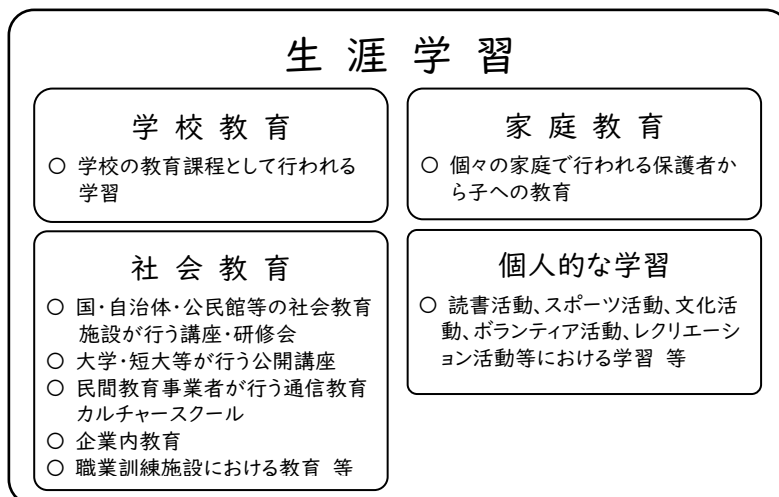 生涯学習
学校教育
○ 学校の教育課程として行われる
学習
家庭教育
○ 個々の家庭で行われる保護者か
ら子への教育
社会教育
○ 国・自治体・公民館等の社会教育
施設が行う講座・研修会
○ 大学・短大等が行う公開講座
○ 民間教育事業者が行う通信教育
カルチャースクール
○ 企業内教育
○ 職業訓練施設における教育 等
個人的な学習
○ 読書活動、スポーツ活動、文化活
動、ボランティア活動、レクリエーシ
ョン活動等における学習 等